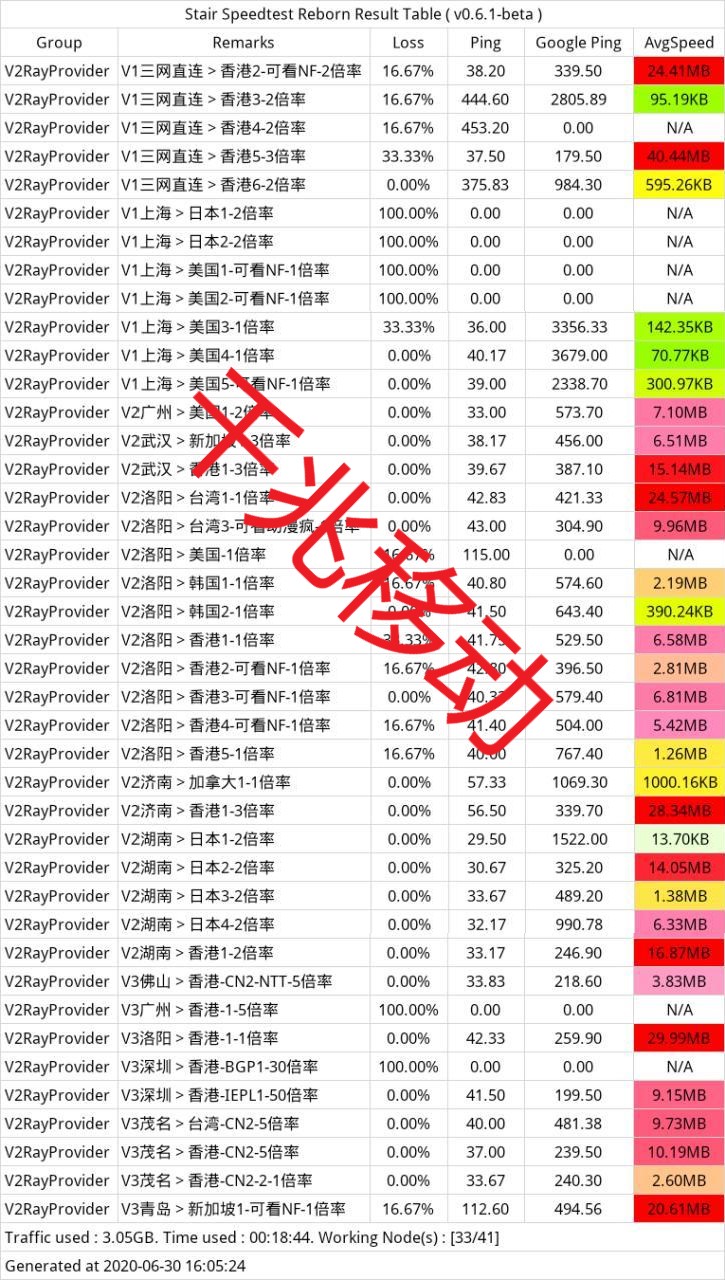 Stair Speedtest Reborn Result Table ( v0.6.1-beta )
Group Remarks Loss Ping Google Ping AvgSpeed
V2RayProvider V1三网直连 > 香港2-可看NF-2倍率 16.67% 38.20 339.50 24.41MB
V2RayProvider V1三网直连 > 香港3-2倍率 16.67% 444.60 2805.89 95.19KB
V2RayProvider V1三网直连 > 香港4-2倍率 16.67% 453.20 0.00 N/A
V2RayProvider V1三网直连 > 香港5-3倍率 33.33% 37.50 179.50 40.44MB
V2RayProvider V1三网直连 > 香港6-2倍率 0.00% 375.83 984.30 595.26KB
V2RayProvider V1上海 > 日本1-2倍率 100.00% 0.00 0.00 N/A
V2RayProvider V1上海 > 日本2-2倍率 100.00% 0.00 0.00 N/A
V2RayProvider V1上海 > 美国1-可看NF-1倍率 100.00% 0.00 0.00 N/A
V2RayProvider V1上海 > 美国2-可看NF-1倍率 100.00% 0.00 0.00 N/A
V2RayProvider V1上海 > 美国3-1倍率 33.33% 36.00 3356.33 142.35KB
V2RayProvider V1上海 > 美国4-1倍率 0.00% 40.17 3679.00 70.77KB
V2RayProvider V1上海 > 美国5-可看NF-1倍率 0.00% 39.00 2338.70 300.97KB
V2RayProvider V2广州 > 美国1-2倍率 0.00% 33.00 573.70 7.10MB
V2RayProvider V2武汉 > 新加坡 3倍率 0.00% 38.17 456.00 6.51MB
V2RayProvider V2武汉 > 香港1-3倍率 0.00% 39.67 387.10 15.14MB
V2RayProvider V2洛阳 > 台湾1-1倍率 0.00% 42.83 421.33 24.57MB
V2RayProvider V2洛阳 > 台湾3-可看动漫疯- 倍率 0.00% 43.00 304.90 9.96MB
V2RayProvider V2洛阳 > 美国-1倍率 16.67% 115.00 0.00 N/A
V2RayProvider V2洛阳 > 韩国1-1倍率 16.67% 40.80 574.60 2.19MB
V2RayProvider V2洛阳 > 韩国2-1倍率 0.00% 41.50 643.40 390.24KB
V2RayProvider V2洛阳 > 香港1-1倍率 33.33% 41.75 529.50 6.58MB
V2RayProvider V2洛阳 > 香港2-可看NF-1倍率 16.67% 42.80 396.50 2.81MB
V2RayProvider V2洛阳 > 香港3-可看NF-1倍率 0.00% 40.33 579.40 6.81MB
V2RayProvider V2洛阳 > 香港4-可看NF-1倍率 16.67% 41.40 504.00 5.42MB
V2RayProvider V2洛阳 > 香港5-1倍率 16.67% 40.00 767.40 1.26MB
V2RayProvider V2济南 > 加拿大1-1倍率 0.00% 57.33 1069.30 1000.16KB
V2RayProvider V2济南 > 香港1-3倍率 0.00% 56.50 339.70 28.34MB
V2RayProvider V2湖南 > 日本1-2倍率 0.00% 29.50 1522.00 13.70KB
V2RayProvider V2湖南 > 日本2-2倍率 0.00% 30.67 325.20 14.05MB
V2RayProvider V2湖南 > 日本3-2倍率 0.00% 33.67 489.20 1.38MB
V2RayProvider V2湖南 > 日本4-2倍率 0.00% 32.17 990.78 6.33MB
V2RayProvider V2湖南 > 香港1-2倍率 0.00% 33.17 246.90 16.87MB
V2RayProvider V3佛山 > 香港-CN2-NTT-5倍率 0.00% 33.83 218.60 3.83MB
V2RayProvider V3广州 > 香港-1-5倍率 100.00% 0.00 0.00 N/A
V2RayProvider V3洛阳 > 香港-1-1倍率 0.00% 42.33 259.90 29.99MB
V2RayProvider V3深圳 > 香港-BGP1-30倍率 100.00% 0.00 0.00 N/A
V2RayProvider V3深圳 > 香港-IEPL1-50倍率 0.00% 41.50 199.50 9.15MB
V2RayProvider V3茂名 > 台湾-CN2-5倍率 0.00% 40.00 481.38 9.73MB
V2RayProvider V3茂名 > 香港-CN2-5倍率 0.00% 37.00 239.50 10.19MB
V2RayProvider V3茂名 > 香港-CN2-2-1倍率 0.00% 33.67 240.30 2.60MB
V2RayProvider V3青岛 > 新加坡1-可看NF-1倍率 16.67% 112.60 494.56 20.61MB
Traffic used : 3.05GB. Time used : 00:18:44. Working Node(s) : [33/41]
Generated at 2020-06-30 16:05:24
千兆移动